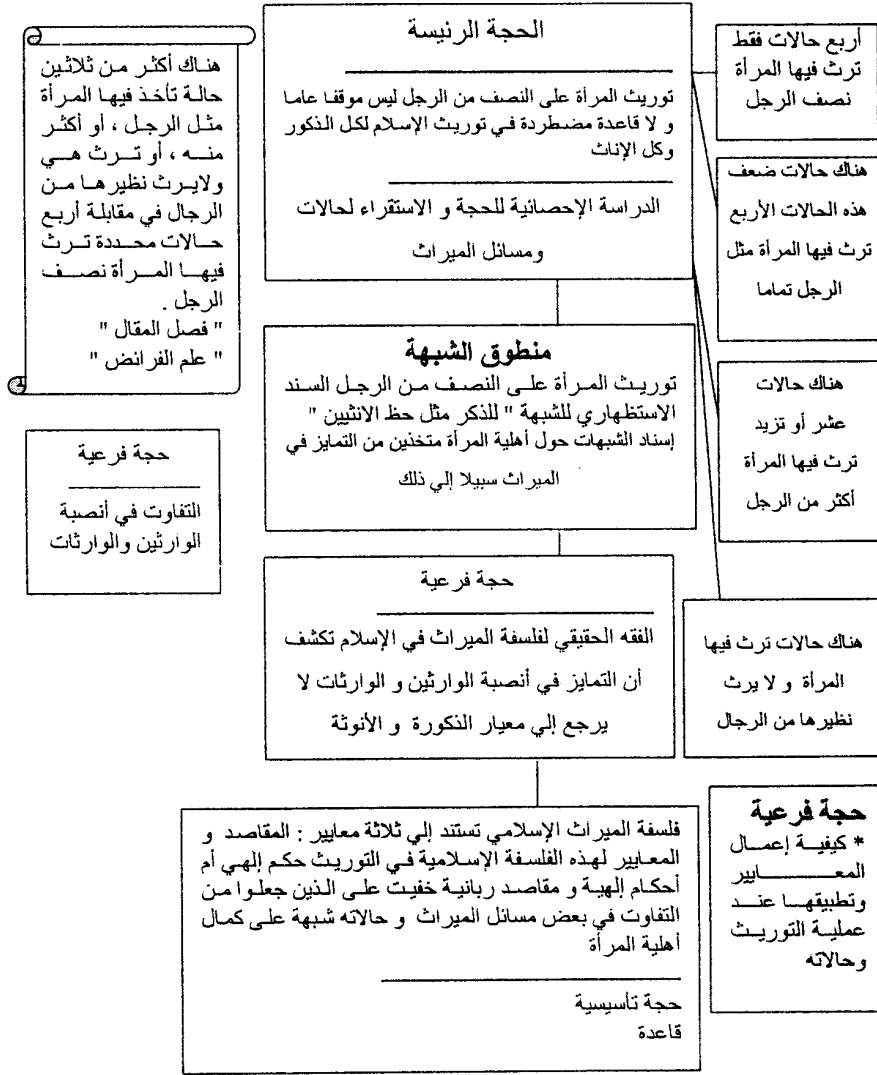 الحجة الرئيسة
توريث المرأة على النصف من الرجل ليس موقفا عاما
و لا قاعدة مضطردة في توريث الإسلام لكل الذكور
وكل الإناث
الدراسة الإحصائية للحجة و الاستقراء لحالات
ومسائل الميراث
أربع حالات فقط
ترث فيها المرأة
نصف الرجل
هناك حالات ضعف
هذه الحالات الأربع
ترث فيها المرأة مثل
الرجل تماما
هناك حالات
عشر أو تزيد
ترث فيها المرأة
أكثر من الرجل
هناك حالات ترث فيها
المرأة و لا يرث
نظيرها من الرجال
هناك أكثر من ثلاثين
حالة تأخذ فيها المرأة
مثل الرجل ، أو أكثر
منه ، أو ترث هي
ولايرث نظيرها من
الرجال في مقابلة أربع
حالات محددة ترث
فيها المرأة نصف
الرجل .
" فصل المقال "
" علم الفرائض "
منطوق الشبهة
توريث المرأة على النصف من الرجل السند
الاستظهاري للشبهة " للذكر مثل حظ الانثيين "
إسناد الشبهات حول أهلية المرأة متخذين من التمايز في
الميراث سبيلا إلي ذلك
حجة فرعية
التفاوت في أنصبة
الوارثين والوارثات
حجة فرعية
الفقه الحقيقي لفلسفة الميراث في الإسلام تكشف
أن التمايز في أنصبة الوارثين و الوارثات لا
يرجع إلي معيار الذكورة و الأنوثة
حجة فرعية
* كيفية إعمال
المعايير
وتطبيقها عند
عملية التوريث
وحالاته
فلسفة الميراث الإسلامي تستند إلي ثلاثة معايير : المقاصد و
المعايير لهذه الفلسفة الإسلامية في التوريث حكم إلهي أم
أحكام إلهية و مقاصد ربانية خفيت على الذين جعلوا من
التفاوت في بعض مسائل الميراث و حالاته شبهة على كمال
أهلية المرأة
حجة تأسيسية
قاعدة